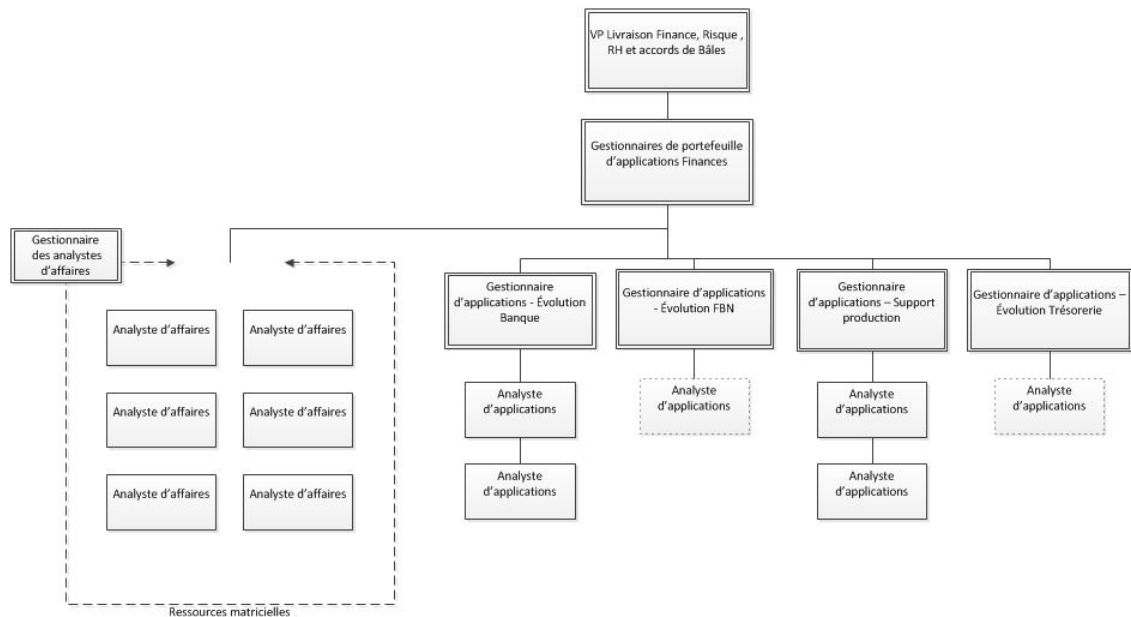 VP Livraison Finance, Risque ,
RH et accords de Bâles
Gestionnaires de portefeuille
d'applications Finances
Gestionnaire
des analystes
d'affaires
Gestionnaire
d'applications - Évolution
Banque
Gestionnaire d'applications
- Évolution FBN
Gestionnaire
d'applications – Support
production
Gestionnaire d'applications –
Évolution Trésorerie
Analyste d'affaires
Analyste d'affaires
Analyste d'affaires
Analyste d'affaires
Analyste d'affaires
Analyste d'affaires
Analyste
d'applications
Analyste
d'applications
Analyste
d'applications
Analyste
d'applications
Analyste
d'applications
Analyste
d'applications
Ressources matricielles